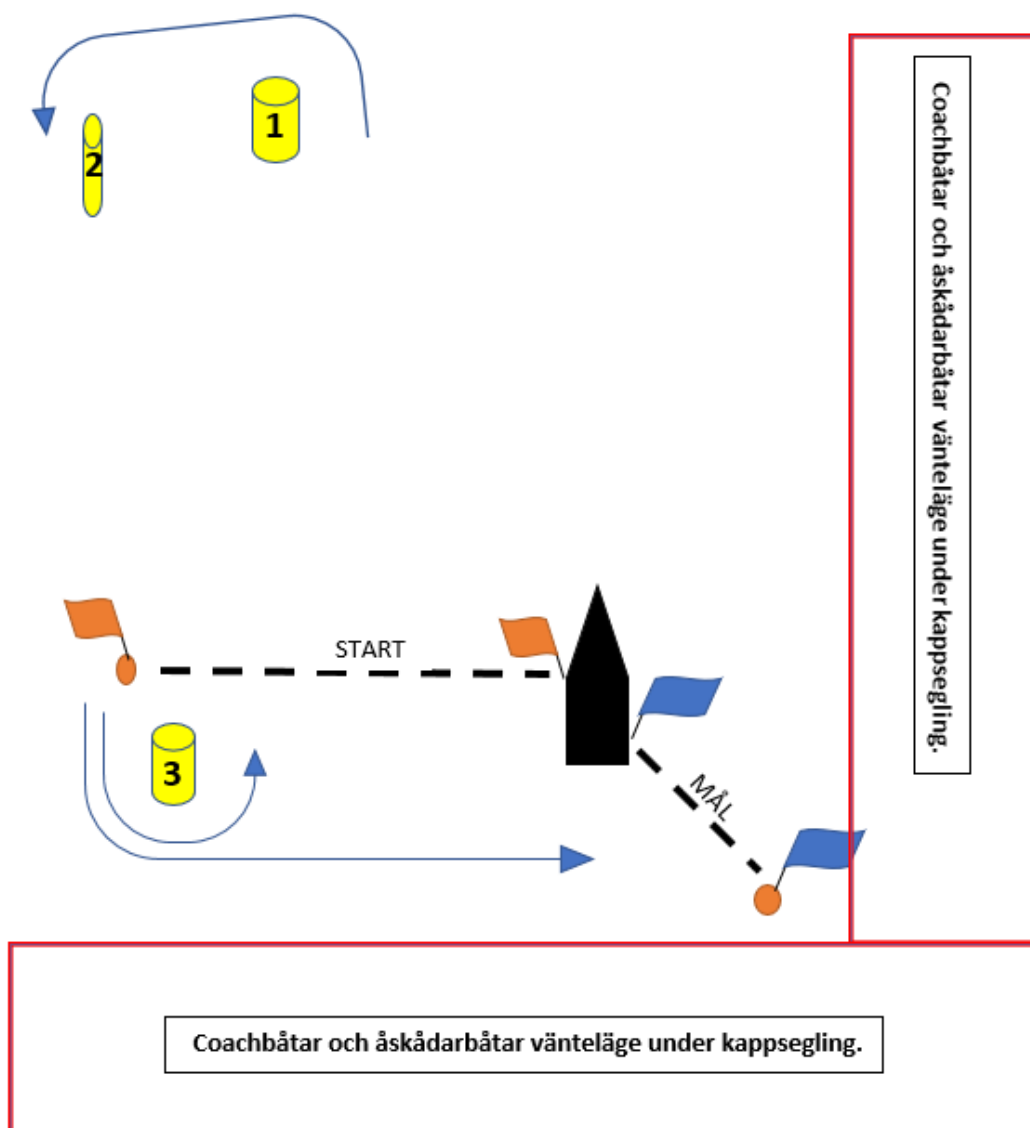 1
2
Coachbåtar och åskådarbåtar vänteläge under kappsegling.
START
3
MÅL
Coachbåtar och åskådarbåtar vänteläge under kappsegling.